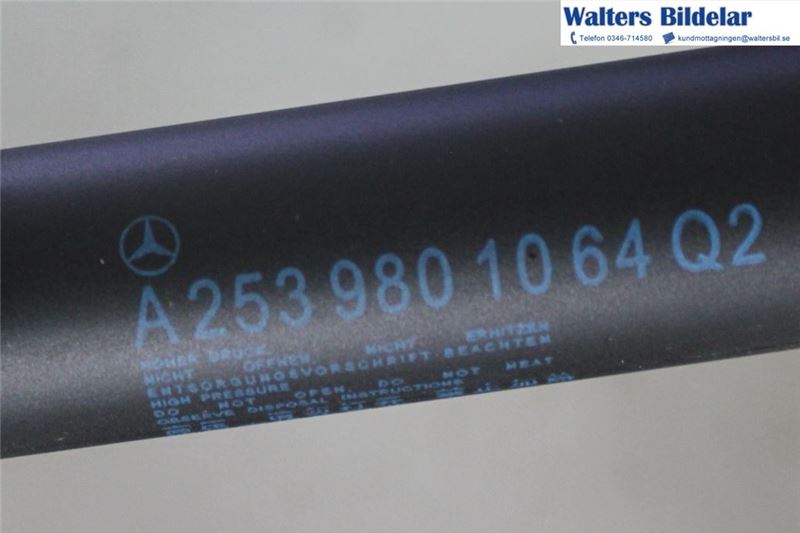 Walters Bildelar
Telefon 0346-714580 kundmottagningen@waltersbil.se
A 253 980 10 64 Q2
HOHER DRUCK
NICHT ÖFFNEN. NICHT ERHITZEN
ENTSORGUNGSVORSCHRIFT BEACHTEN
HIGH PRESSURE
DO NOT OPEN. DO NOT HEAT
OBSERVE DISPOSAL INSTRUCTIONS